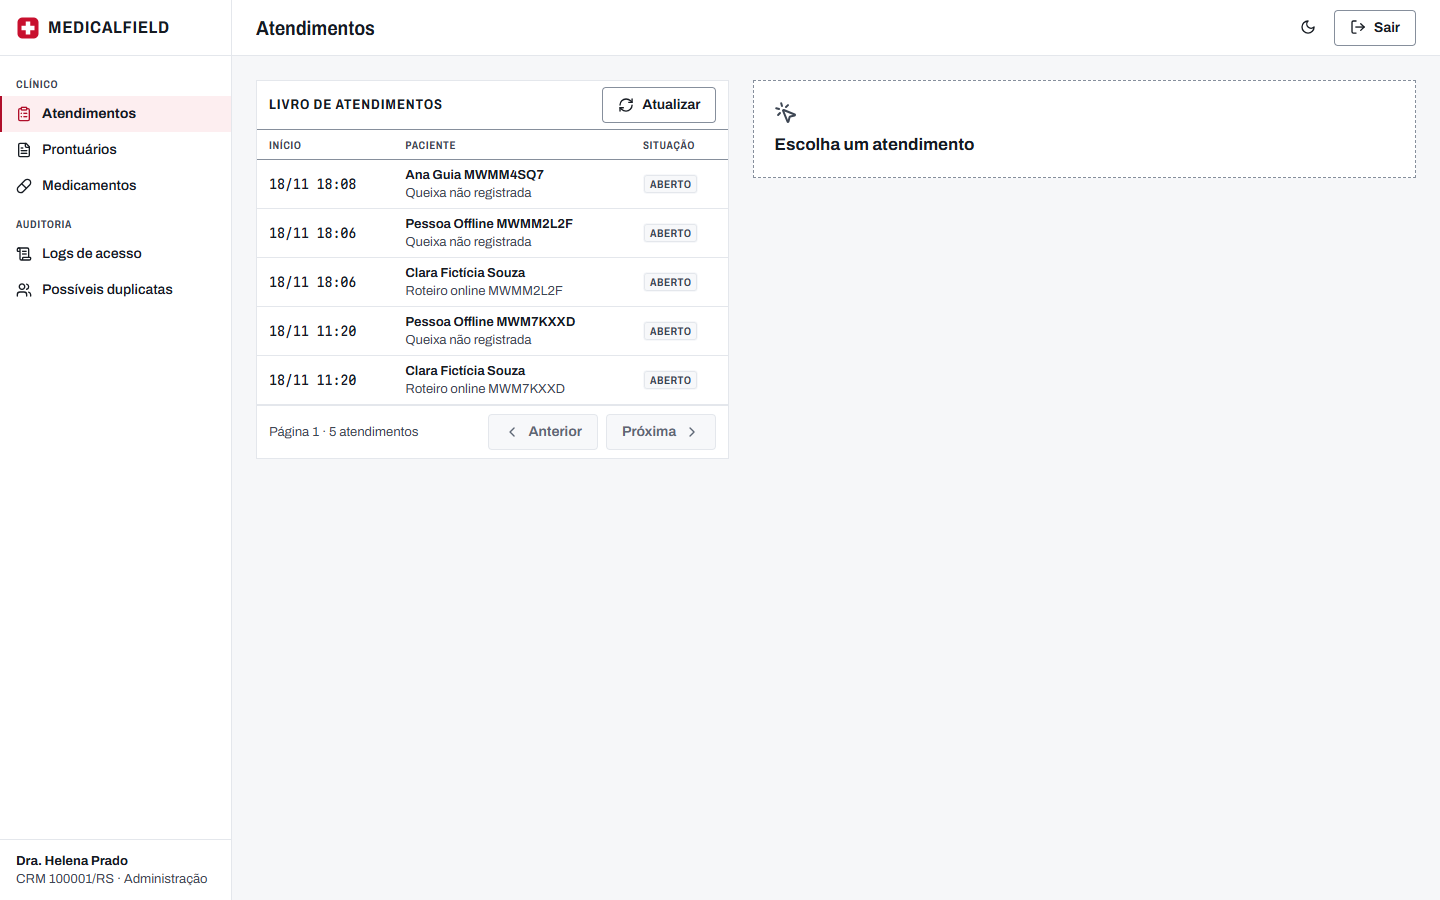 MEDICALFIELD
Atendimentos
Sair
CLÍNICO
Atendimentos
Prontuários
Medicamentos
AUDITORIA
Logs de acesso
Possíveis duplicatas
LIVRO DE ATENDIMENTOS
Atualizar
INÍCIO PACIENTE SITUAÇÃO
18/11 18:08 Ana Guia MWMM4SQ7 ABERTO
Queixa não registrada
18/11 18:06 Pessoa Offline MWMM2L2F ABERTO
Queixa não registrada
18/11 18:06 Clara Fictícia Souza ABERTO
Roteiro online MWMM2L2F
18/11 11:20 Pessoa Offline MWM7KXXD ABERTO
Queixa não registrada
18/11 11:20 Clara Fictícia Souza ABERTO
Roteiro online MWM7KXXD
Página 1 · 5 atendimentos Anterior Próxima
Escolha um atendimento
Dra. Helena Prado
CRM 100001/RS · Administração